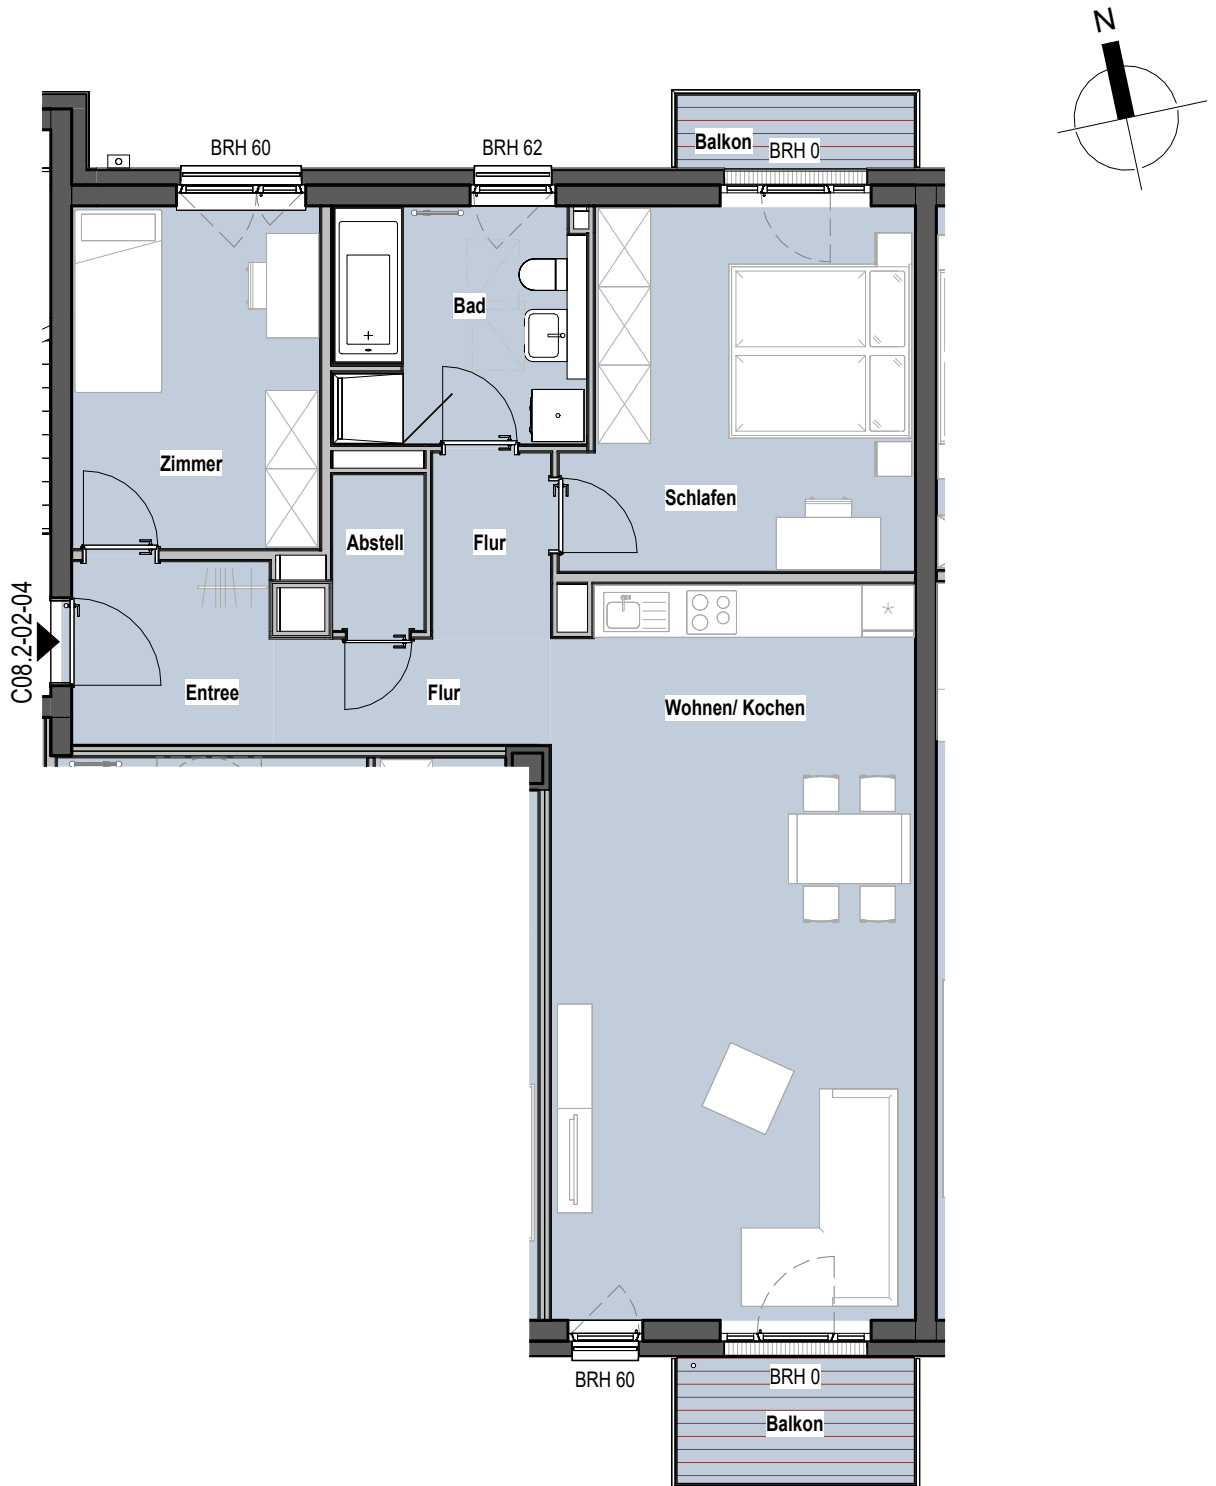 N
BRH 60
BRH 62
Balkon
BRH 0
Bad
Zimmer
Schlafen
Abstell
Flur
C08.2-02-04
Entree
Flur
Wohnen/ Kochen
BRH 60
BRH 0
Balkon